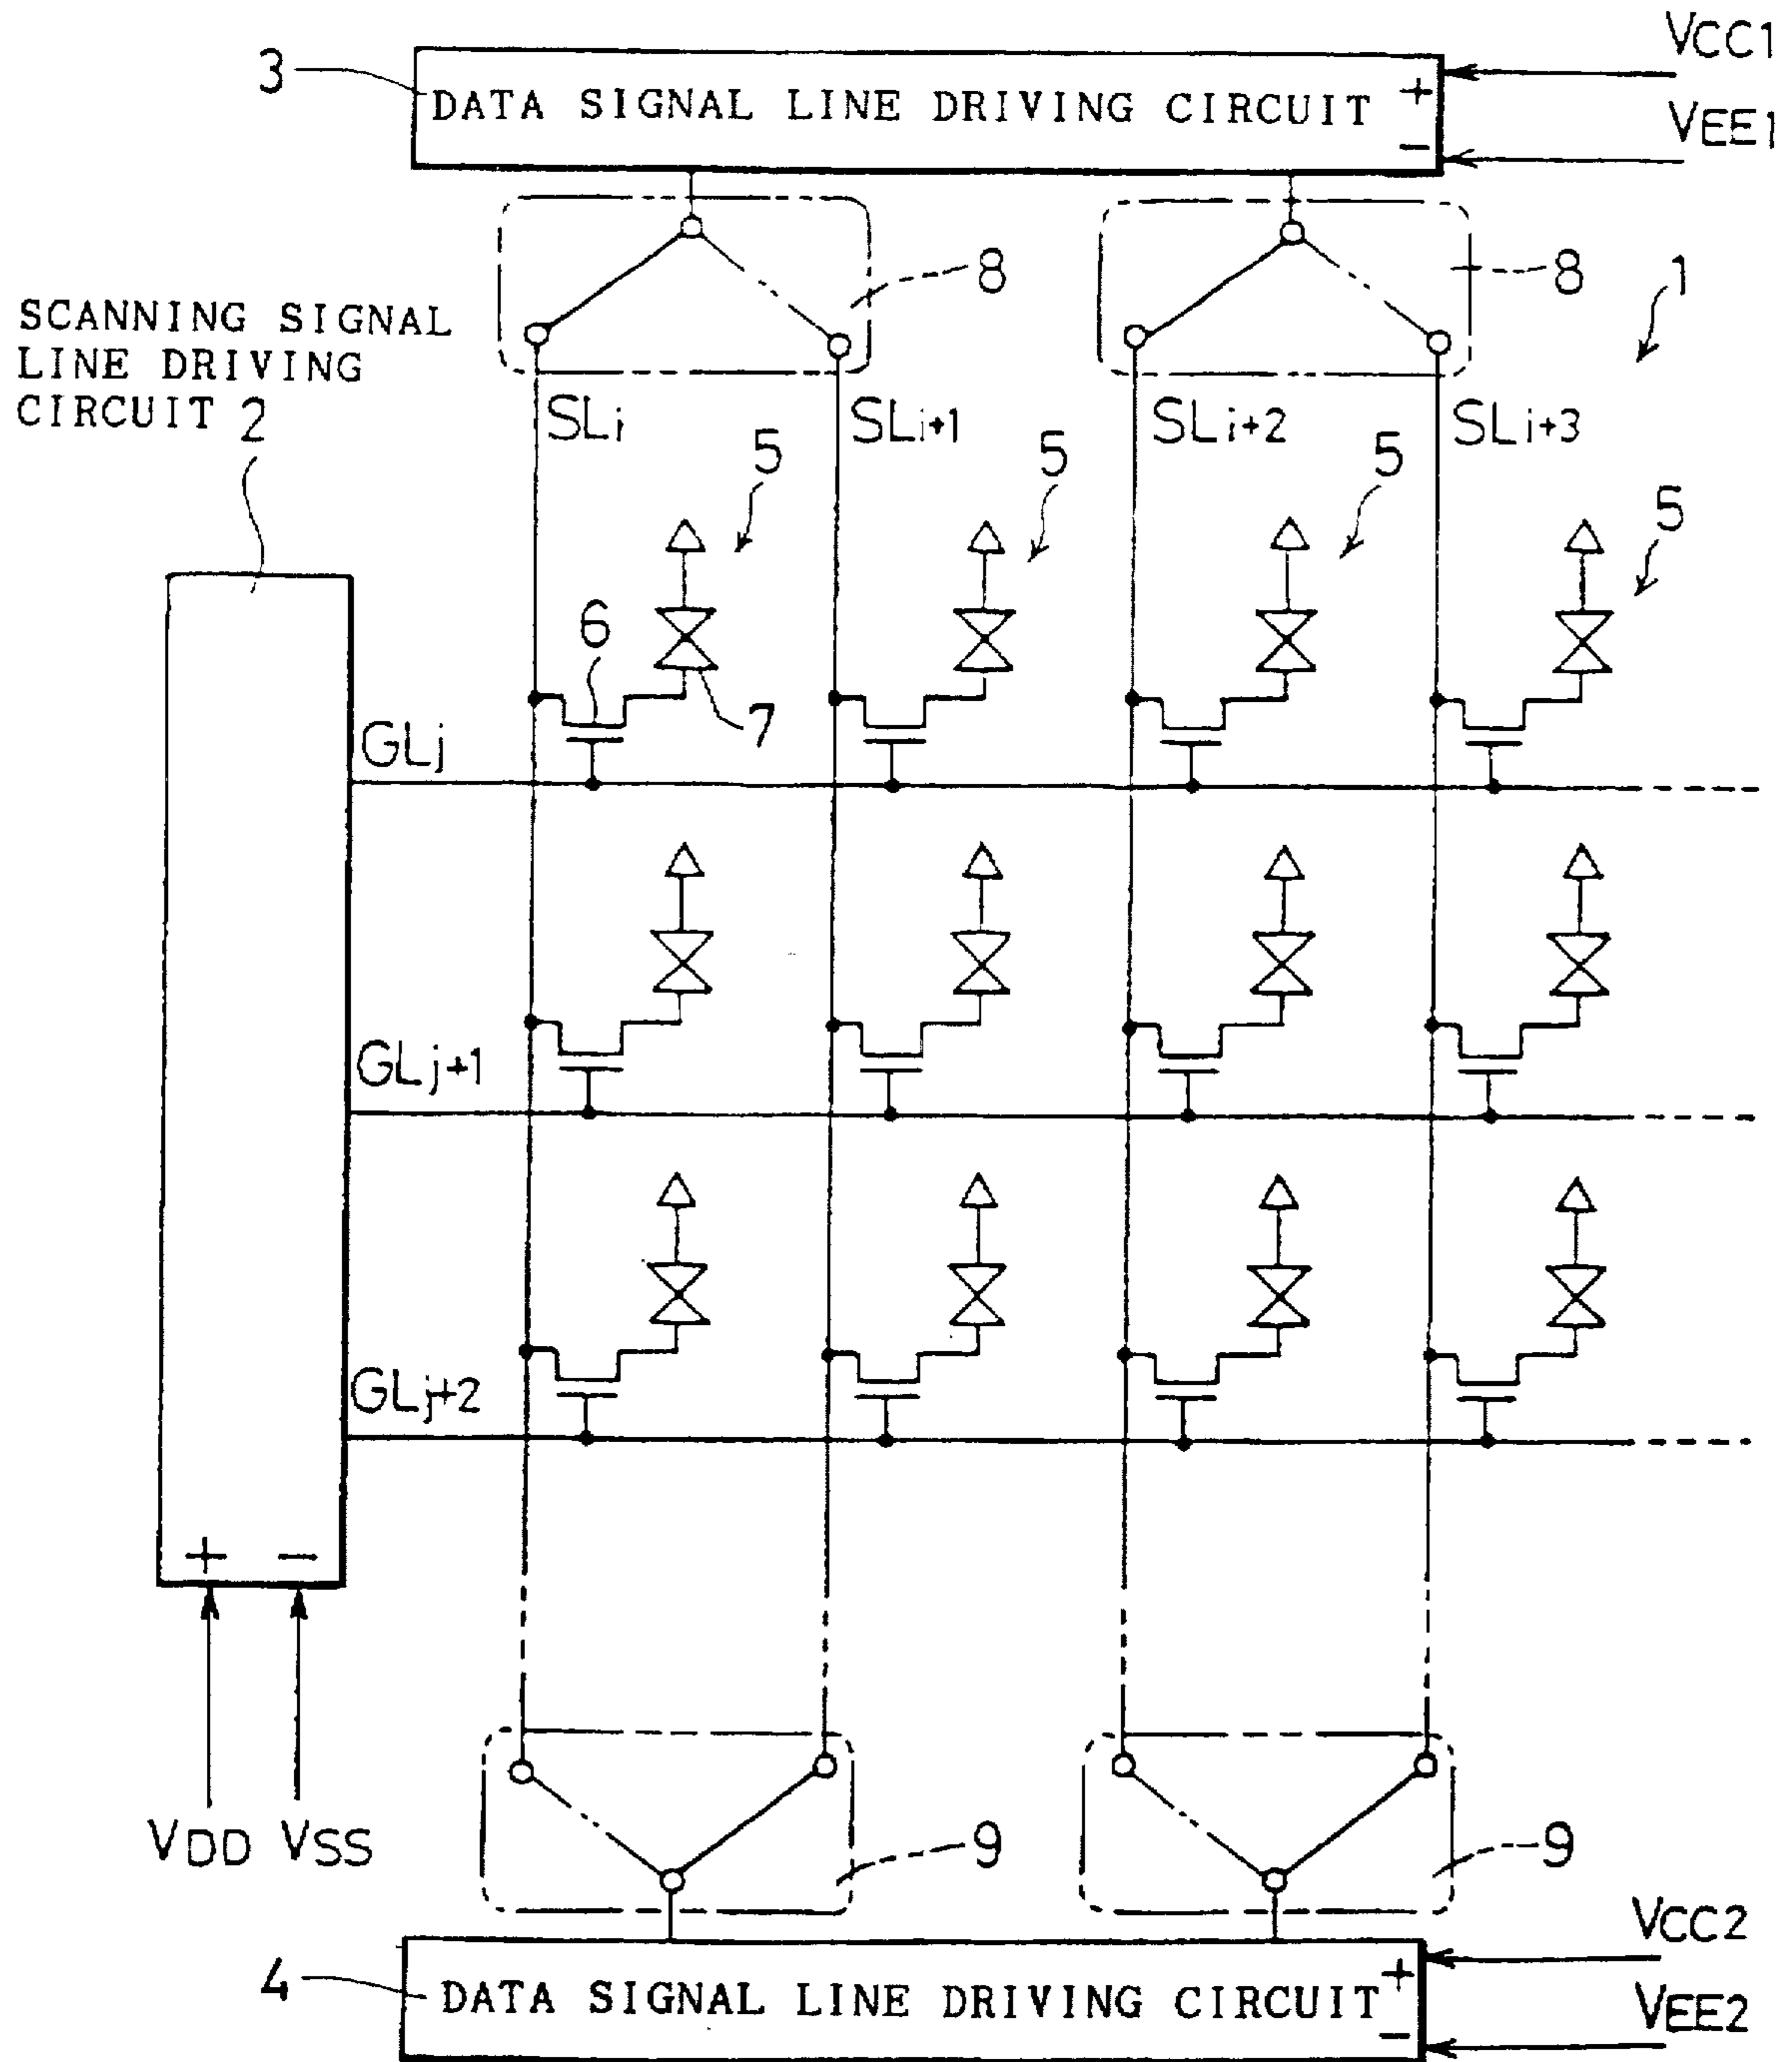 VCC1
3
DATA SIGNAL LINE DRIVING CIRCUIT
+
VEE1
−
8
8
1
SCANNING SIGNAL
LINE DRIVING
CIRCUIT 2
SLi
SLi+1
SLi+2
SLi+3
5
5
5
5
6
7
GLj
GLj+1
GLj+2
+
−
VDD
VSS
9
9
VCC2
4
DATA SIGNAL LINE DRIVING CIRCUIT
+
VEE2
−